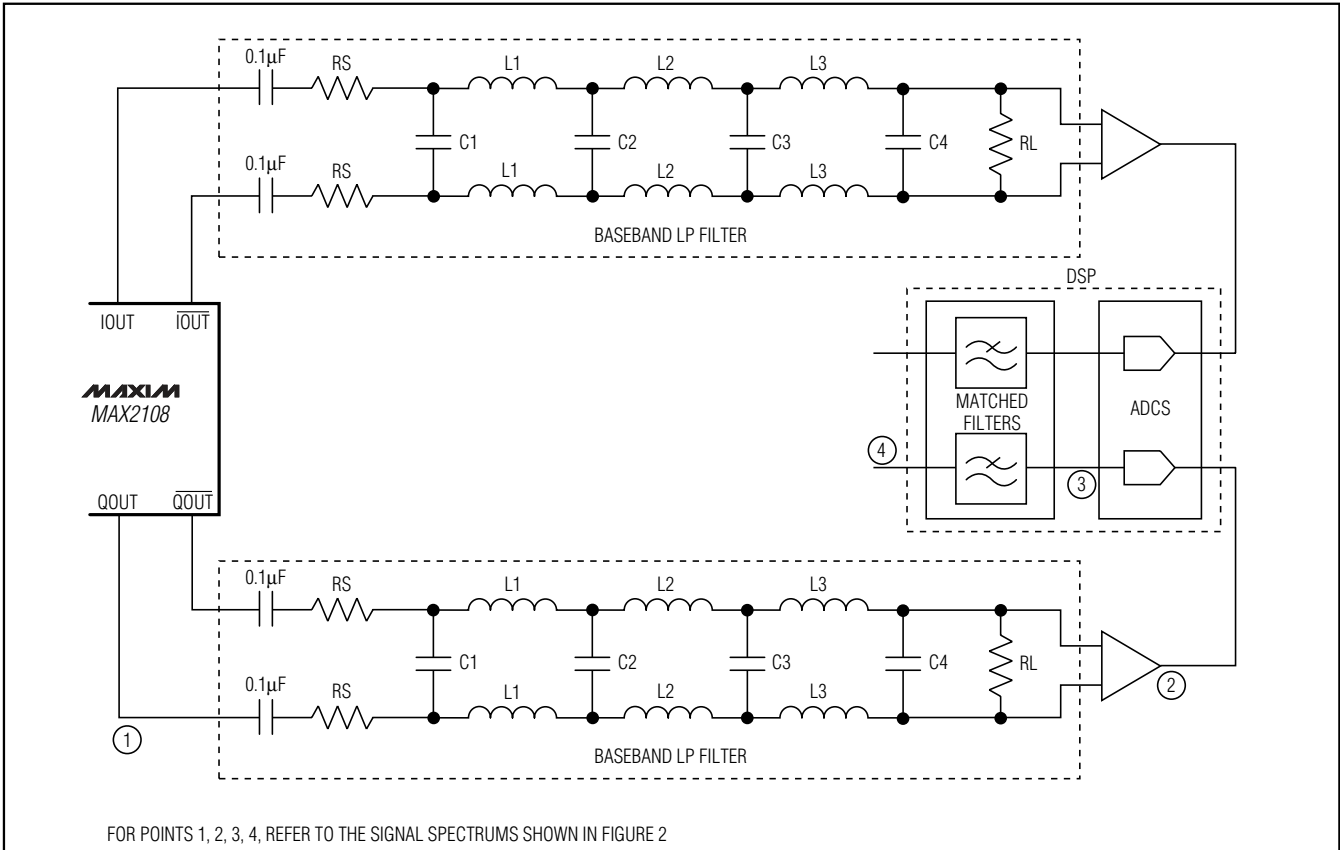 0.1μF
RS
L1
L2
L3
C1
C2
C3
C4
RL
0.1μF
RS
L1
L2
L3
BASEBAND LP FILTER
DSP
IOUT
IOUT
MAXIM
MAX2108
MATCHED
FILTERS
ADCS
4
3
QOUT
QOUT
0.1μF
RS
L1
L2
L3
C1
C2
C3
C4
RL
2
0.1μF
RS
L1
L2
L3
1
BASEBAND LP FILTER
FOR POINTS 1, 2, 3, 4, REFER TO THE SIGNAL SPECTRUMS SHOWN IN FIGURE 2